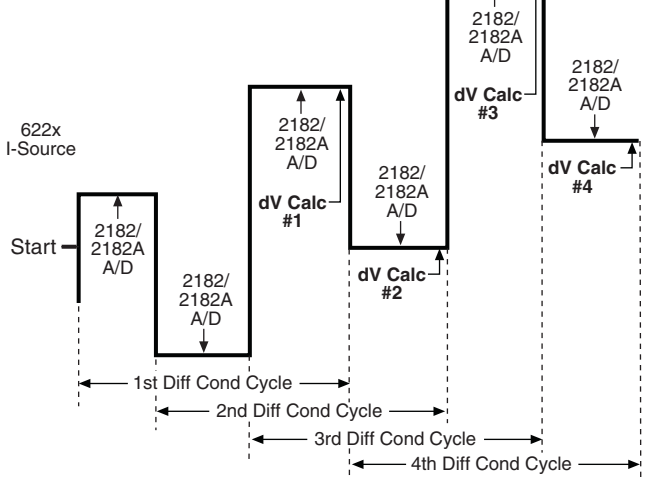 2182/
2182A
A/D
dV Calc
#3
2182/
2182A
A/D
dV Calc
#4
622x
I-Source
2182/
2182A
A/D
dV Calc
#1
2182/
2182A
A/D
dV Calc
#2
Start
2182/
2182A
A/D
2182/
2182A
A/D
1st Diff Cond Cycle
2nd Diff Cond Cycle
3rd Diff Cond Cycle
4th Diff Cond Cycle